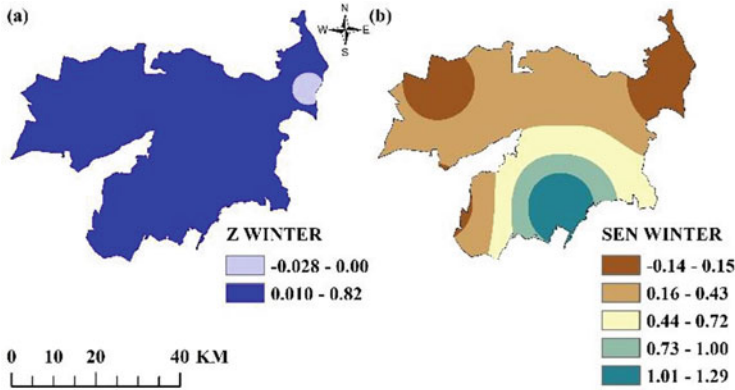 (a)
N
W E
S
(b)
Z WINTER
-0.028 - 0.00
0.010 - 0.82
SEN WINTER
-0.14 - 0.15
0.16 - 0.43
0.44 - 0.72
0.73 - 1.00
1.01 - 1.29
0 10 20 40 KM